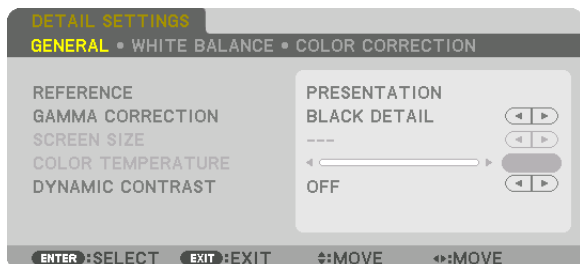 DETAIL SETTINGS
GENERAL • WHITE BALANCE • COLOR CORRECTION
REFERENCE PRESENTATION
GAMMA CORRECTION BLACK DETAIL
SCREEN SIZE ---
COLOR TEMPERATURE
DYNAMIC CONTRAST OFF
ENTER :SELECT EXIT :EXIT :MOVE :MOVE